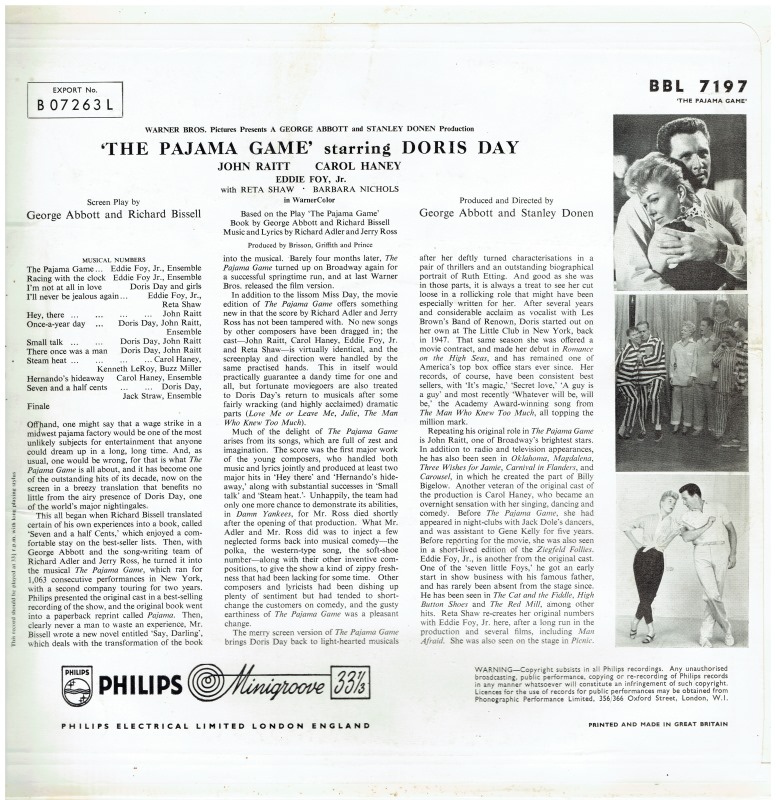 EXPORT No.
B 07263 L
BBL 7197
'THE PAJAMA GAME'
WARNER BROS. Pictures Presents A GEORGE ABBOTT and STANLEY DONEN Production
'THE PAJAMA GAME' starring DORIS DAY
JOHN RAITT CAROL HANEY
EDDIE FOY, Jr.
with RETA SHAW · BARBARA NICHOLS
in WarnerColor
Screen Play by
George Abbott and Richard Bissell
Based on the Play 'The Pajama Game'
Book by George Abbott and Richard Bissell
Music and Lyrics by Richard Adler and Jerry Ross
Produced by Brisson, Griffith and Prince
Produced and Directed by
George Abbott and Stanley Donen
MUSICAL NUMBERS
The Pajama Game ... Eddie Foy, Jr., Ensemble
Racing with the clock Eddie Foy, Jr., Ensemble
I'm not at all in love Doris Day and girls
I'll never be jealous again ... Eddie Foy, Jr.,
Reta Shaw
Hey, there ... ... ... ... John Raitt
Once-a-year day ... Doris Day, John Raitt,
Ensemble
Small talk ... ... Doris Day, John Raitt
There once was a man Doris Day, John Raitt
Steam heat ... ... ... ... Carol Haney,
Kenneth LeRoy, Buzz Miller
Hernando's hideaway Carol Haney, Ensemble
Seven and a half cents ... ... Doris Day,
Jack Straw, Ensemble
Finale
Offhand, one might say that a wage strike in a
midwest pajama factory would be one of the most
unlikely subjects for entertainment that anyone
could dream up in a long, long time. And, as
usual, one would be wrong, for that is what The
Pajama Game is all about, and it has become one
of the outstanding hits of its decade, now on the
screen in a breezy translation that benefits no
little from the airy presence of Doris Day, one
of the world's major nightingales.
This all began when Richard Bissell translated
certain of his own experiences into a book, called
'Seven and a half Cents,' which enjoyed a com-
fortable stay on the best-seller lists. Then, with
George Abbott and the song-writing team of
Richard Adler and Jerry Ross, he turned it into
the musical The Pajama Game, which ran for
1,063 consecutive performances in New York,
with a second company touring for two years.
Philips presented the original cast in a best-selling
recording of the show, and the original book went
into a paperback reprint called Pajama. Then,
clearly never a man to waste an experience, Mr.
Bissell wrote a new novel entitled 'Say, Darling',
which deals with the transformation of the book
into the musical. Barely four months later, The
Pajama Game turned up on Broadway again for
a successful springtime run, and at last Warner
Bros. released the film version.
In addition to the lissom Miss Day, the movie
edition of The Pajama Game offers something
new in that the score by Richard Adler and Jerry
Ross has not been tampered with. No new songs
by other composers have been dragged in; the
cast—John Raitt, Carol Haney, Eddie Foy, Jr.
and Reta Shaw—is virtually identical, and the
screenplay and direction were handled by the
same practised hands. This in itself would
practically guarantee a dandy time for one and
all, but fortunate moviegoers are also treated
to Doris Day's return to musicals after some
fairly wracking (and highly acclaimed) dramatic
parts (Love Me or Leave Me, Julie, The Man
Who Knew Too Much).
Much of the delight of The Pajama Game
arises from its songs, which are full of zest and
imagination. The score was the first major work
of the young composers, who handled both
music and lyrics jointly and produced at least two
major hits in 'Hey there' and 'Hernando's hide-
away,' along with substantial successes in 'Small
talk' and 'Steam heat.'. Unhappily, the team had
only one more chance to demonstrate its abilities,
in Damn Yankees, for Mr. Ross died shortly
after the opening of that production. What Mr.
Adler and Mr. Ross did was to inject a few
neglected forms back into musical comedy—the
polka, the western-type song, the soft-shoe
number—along with their other inventive com-
positions, to give the show a kind of zippy fresh-
ness that had been lacking for some time. Other
composers and lyricists had been dishing up
plenty of sentiment but had tended to short-
change the customers on comedy, and the gusty
earthiness of The Pajama Game was a pleasant
change.
The merry screen version of The Pajama Game
brings Doris Day back to light-hearted musicals
after her deftly turned characterisations in a
pair of thrillers and an outstanding biographical
portrait of Ruth Etting. And good as she was
in those parts, it is always a treat to see her cut
loose in a rollicking role that might have been
especially written for her. After several years
and considerable acclaim as vocalist with Les
Brown's Band of Renown, Doris started out on
her own at The Little Club in New York, back
in 1947. That same season she was offered a
movie contract, and made her debut in Romance
on the High Seas, and has remained one of
America's top box office stars ever since. Her
records, of course, have been consistent best
sellers, with 'It's magic,' 'Secret love,' 'A guy is
a guy' and most recently 'Whatever will be, will
be,' the Academy Award-winning song from
The Man Who Knew Too Much, all topping the
million mark.
Repeating his original role in The Pajama Game
is John Raitt, one of Broadway's brightest stars.
In addition to radio and television appearances,
he has also been seen in Oklahoma, Magdalena,
Three Wishes for Jamie, Carnival in Flanders, and
Carousel, in which he created the part of Billy
Bigelow. Another veteran of the original cast of
the production is Carol Haney, who became an
overnight sensation with her singing, dancing and
comedy. Before The Pajama Game, she had
appeared in night-clubs with Jack Dole's dancers,
and was assistant to Gene Kelly for five years.
Before reporting for the movie, she was also seen
in a short-lived edition of the Ziegfeld Follies.
Eddie Foy, Jr., is another from the original cast.
One of the 'seven little Foys,' he got an early
start in show business with his famous father,
and has rarely been absent from the stage since.
He has been seen in The Cat and the Fiddle, High
Button Shoes and The Red Mill, among other
hits. Reta Shaw re-creates her original numbers
with Eddie Foy, Jr. here, after a long run in the
production and several films, including Man
Afraid. She was also seen on the stage in Picnic.
This record should be played at 33⅓ r.p.m. with long playing stylus
PHILIPS
PHILIPS Minigroove 33⅓
PHILIPS ELECTRICAL LIMITED LONDON ENGLAND
WARNING—Copyright subsists in all Philips recordings. Any unauthorised
broadcasting, public performance, copying or re-recording of Philips records
in any manner whatsoever will constitute an infringement of such copyright.
Licences for the use of records for public performances may be obtained from
Phonographic Performance Limited, 356/366 Oxford Street, London, W.1.
PRINTED AND MADE IN GREAT BRITAIN